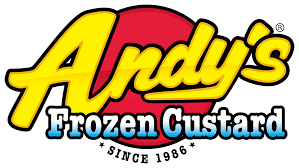 Andy's®
Frozen Custard
* SINCE 1986 *